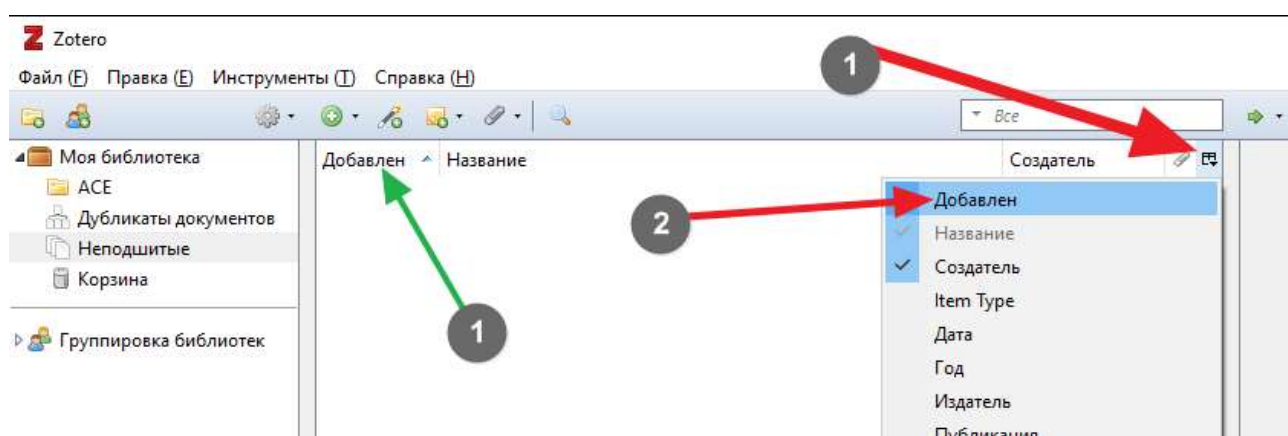 Zotero
1
Файл (F) Правка (E) Инструменты (T) Справка (H)
Все
Моя библиотека
Добавлен Название Создатель
ACE
Добавлен
Дубликаты документов
2
Название
Неподшитые
Создатель
Корзина
Item Type
1
Дата
Группировка библиотек
Год
Издатель
Публикация